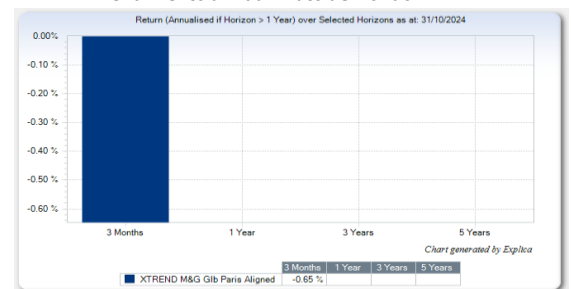 Return (Annualised if Horizon > 1 Year) over Selected Horizons as at: 31/10/2024
0.00%
-0.10 %
-0.20 %
-0.30 %
-0.40 %
-0.50 %
-0.60 %
3 Months 1 Year 3 Years 5 Years
Chart generated by Explica
3 Months 1 Year 3 Years 5 Years
XTREND M&G Glb Paris Aligned -0.65 %